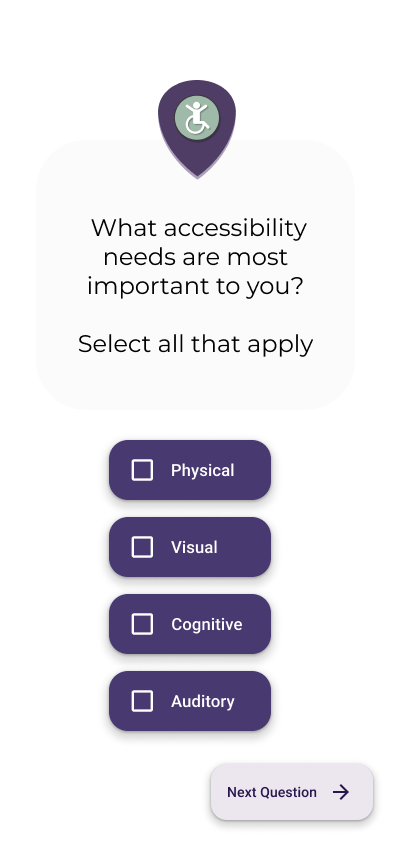 What accessibility
needs are most
important to you?
Select all that apply
Physical
Visual
Cognitive
Auditory
Next Question